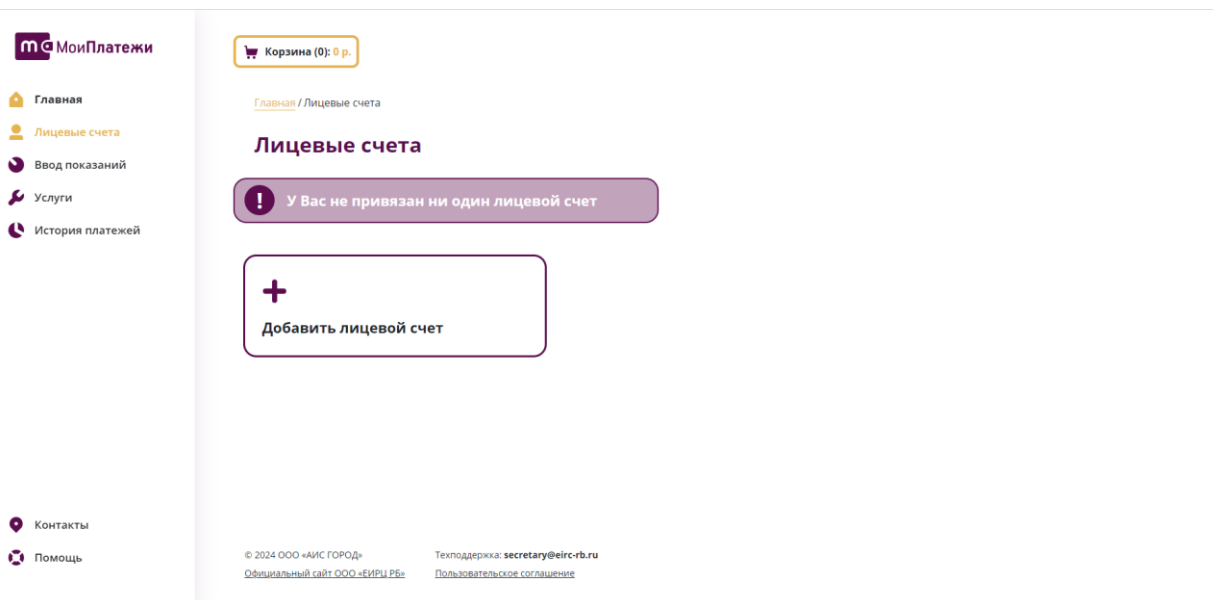 МоиПлатежи
Главная
Лицевые счета
Ввод показаний
Услуги
История платежей
Контакты
Помощь
Корзина (0): 0 р.
Главная / Лицевые счета
Лицевые счета
! У Вас не привязан ни один лицевой счет
+
Добавить лицевой счет
© 2024 ООО «АИС ГОРОД»
Официальный сайт ООО «ЕИРЦ РБ»
Техподдержка: secretary@eirc-rb.ru
Пользовательское соглашение